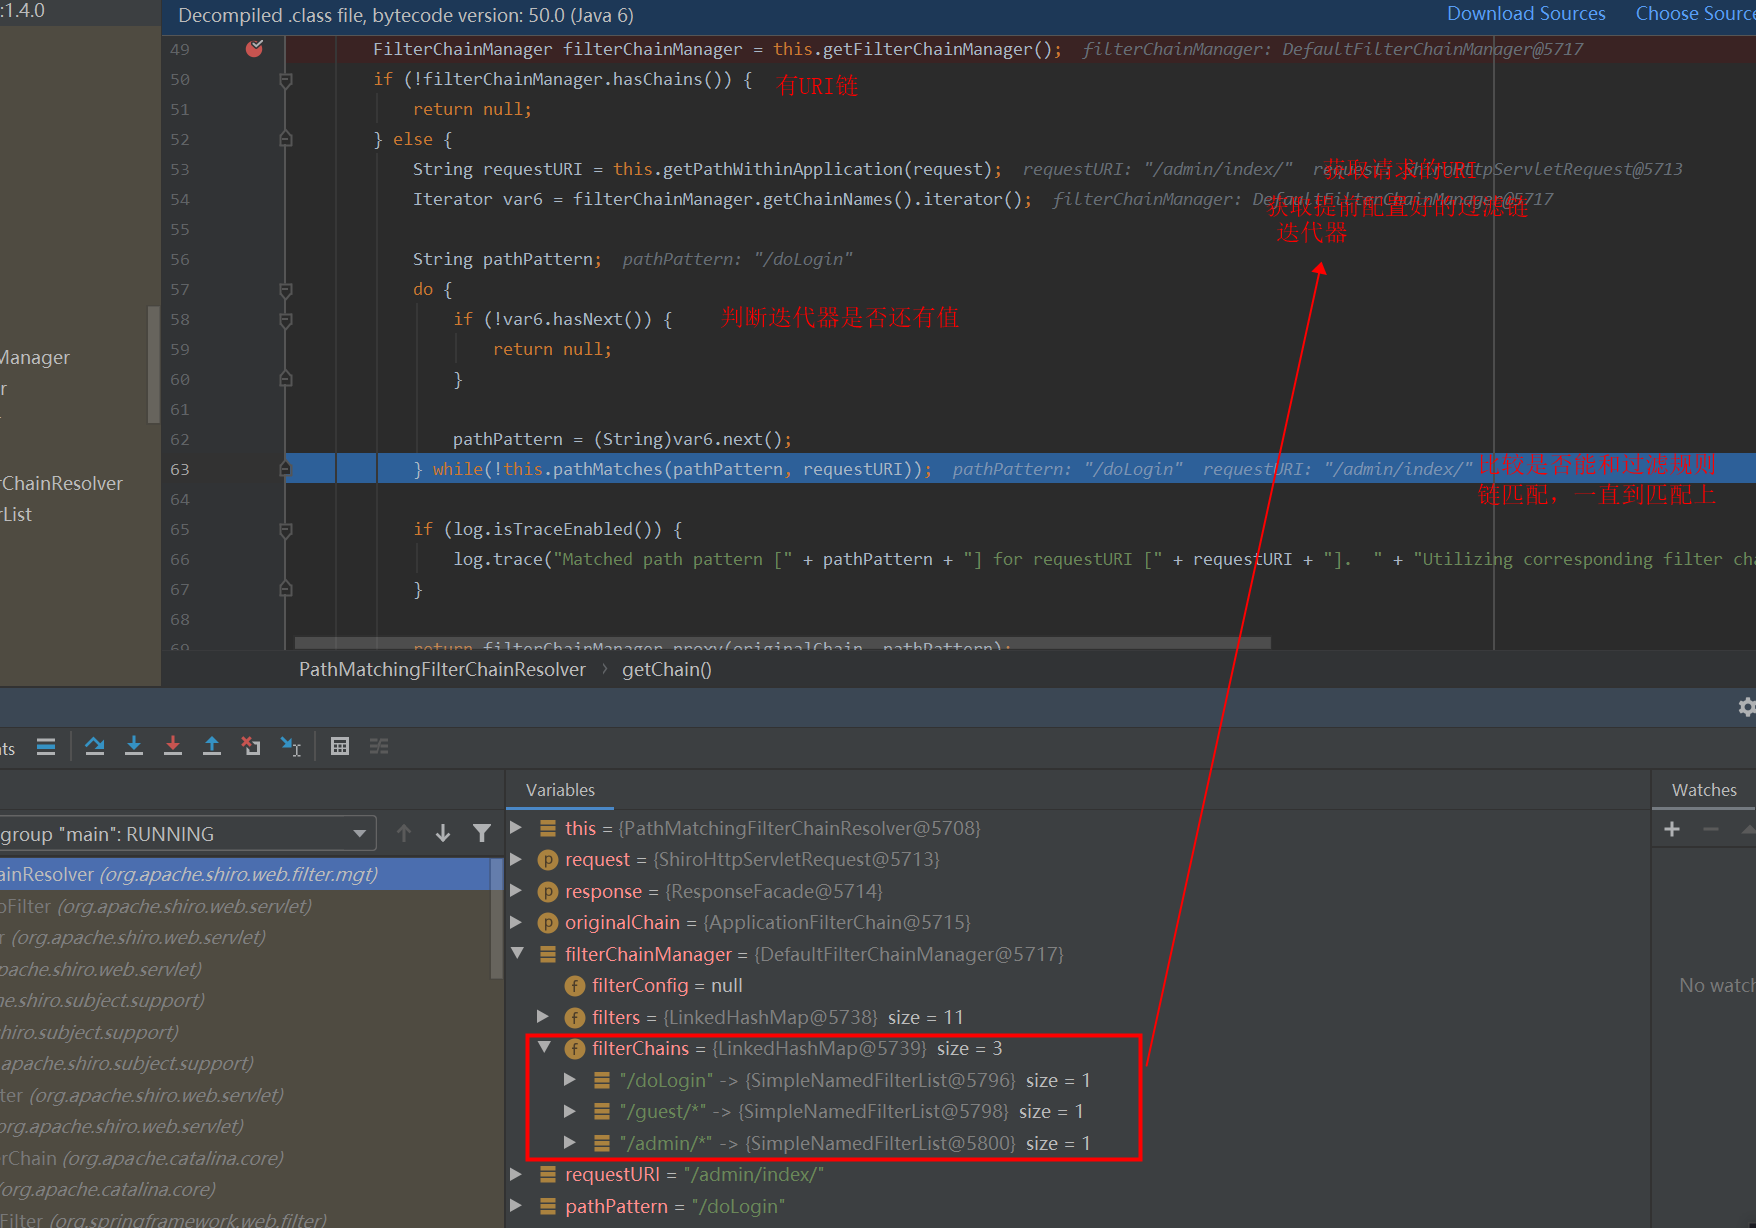 :1.4.0
Decompiled .class file, bytecode version: 50.0 (Java 6)
Download Sources
Choose Source
49 FilterChainManager filterChainManager = this.getFilterChainManager(); filterChainManager: DefaultFilterChainManager@5717
50 if (!filterChainManager.hasChains()) { 有URI链
51 return null;
52 } else {
53 String requestURI = this.getPathWithinApplication(request); requestURI: "/admin/index/" request: ShiroHttpServletRequest@5713
获取请求的URI
54 Iterator var6 = filterChainManager.getChainNames().iterator(); filterChainManager: DefaultFilterChainManager@5717
获取提前配置好的过滤链
迭代器
55
56 String pathPattern; pathPattern: "/doLogin"
57 do {
58 if (!var6.hasNext()) { 判断迭代器是否还有值
59 return null;
60 }
61
62 pathPattern = (String)var6.next();
63 } while(!this.pathMatches(pathPattern, requestURI)); pathPattern: "/doLogin" requestURI: "/admin/index/" 比较是否能和过滤规则
链匹配，一直到匹配上
64
65 if (log.isTraceEnabled()) {
66 log.trace("Matched path pattern [" + pathPattern + "] for requestURI [" + requestURI + "].  " + "Utilizing corresponding filter cha
67 }
68
69 return filterChainManager.proxy(originalChain, pathPattern);
Manager
r
rChainResolver
rList
PathMatchingFilterChainResolver › getChain()
ts
Variables
Watches
group "main": RUNNING
ainResolver (org.apache.shiro.web.filter.mgt)
oFilter (org.apache.shiro.web.servlet)
r (org.apache.shiro.web.servlet)
pache.shiro.web.servlet)
he.shiro.subject.support)
shiro.subject.support)
.apache.shiro.subject.support)
ter (org.apache.shiro.web.servlet)
org.apache.shiro.web.servlet)
rChain (org.apache.catalina.core)
(org.apache.catalina.core)
Filter (org.springframework.web.filter)
this = {PathMatchingFilterChainResolver@5708}
request = {ShiroHttpServletRequest@5713}
response = {ResponseFacade@5714}
originalChain = {ApplicationFilterChain@5715}
filterChainManager = {DefaultFilterChainManager@5717}
filterConfig = null
filters = {LinkedHashMap@5738} size = 11
filterChains = {LinkedHashMap@5739} size = 3
"/doLogin" -> {SimpleNamedFilterList@5796} size = 1
"/guest/*" -> {SimpleNamedFilterList@5798} size = 1
"/admin/*" -> {SimpleNamedFilterList@5800} size = 1
requestURI = "/admin/index/"
pathPattern = "/doLogin"
No watch